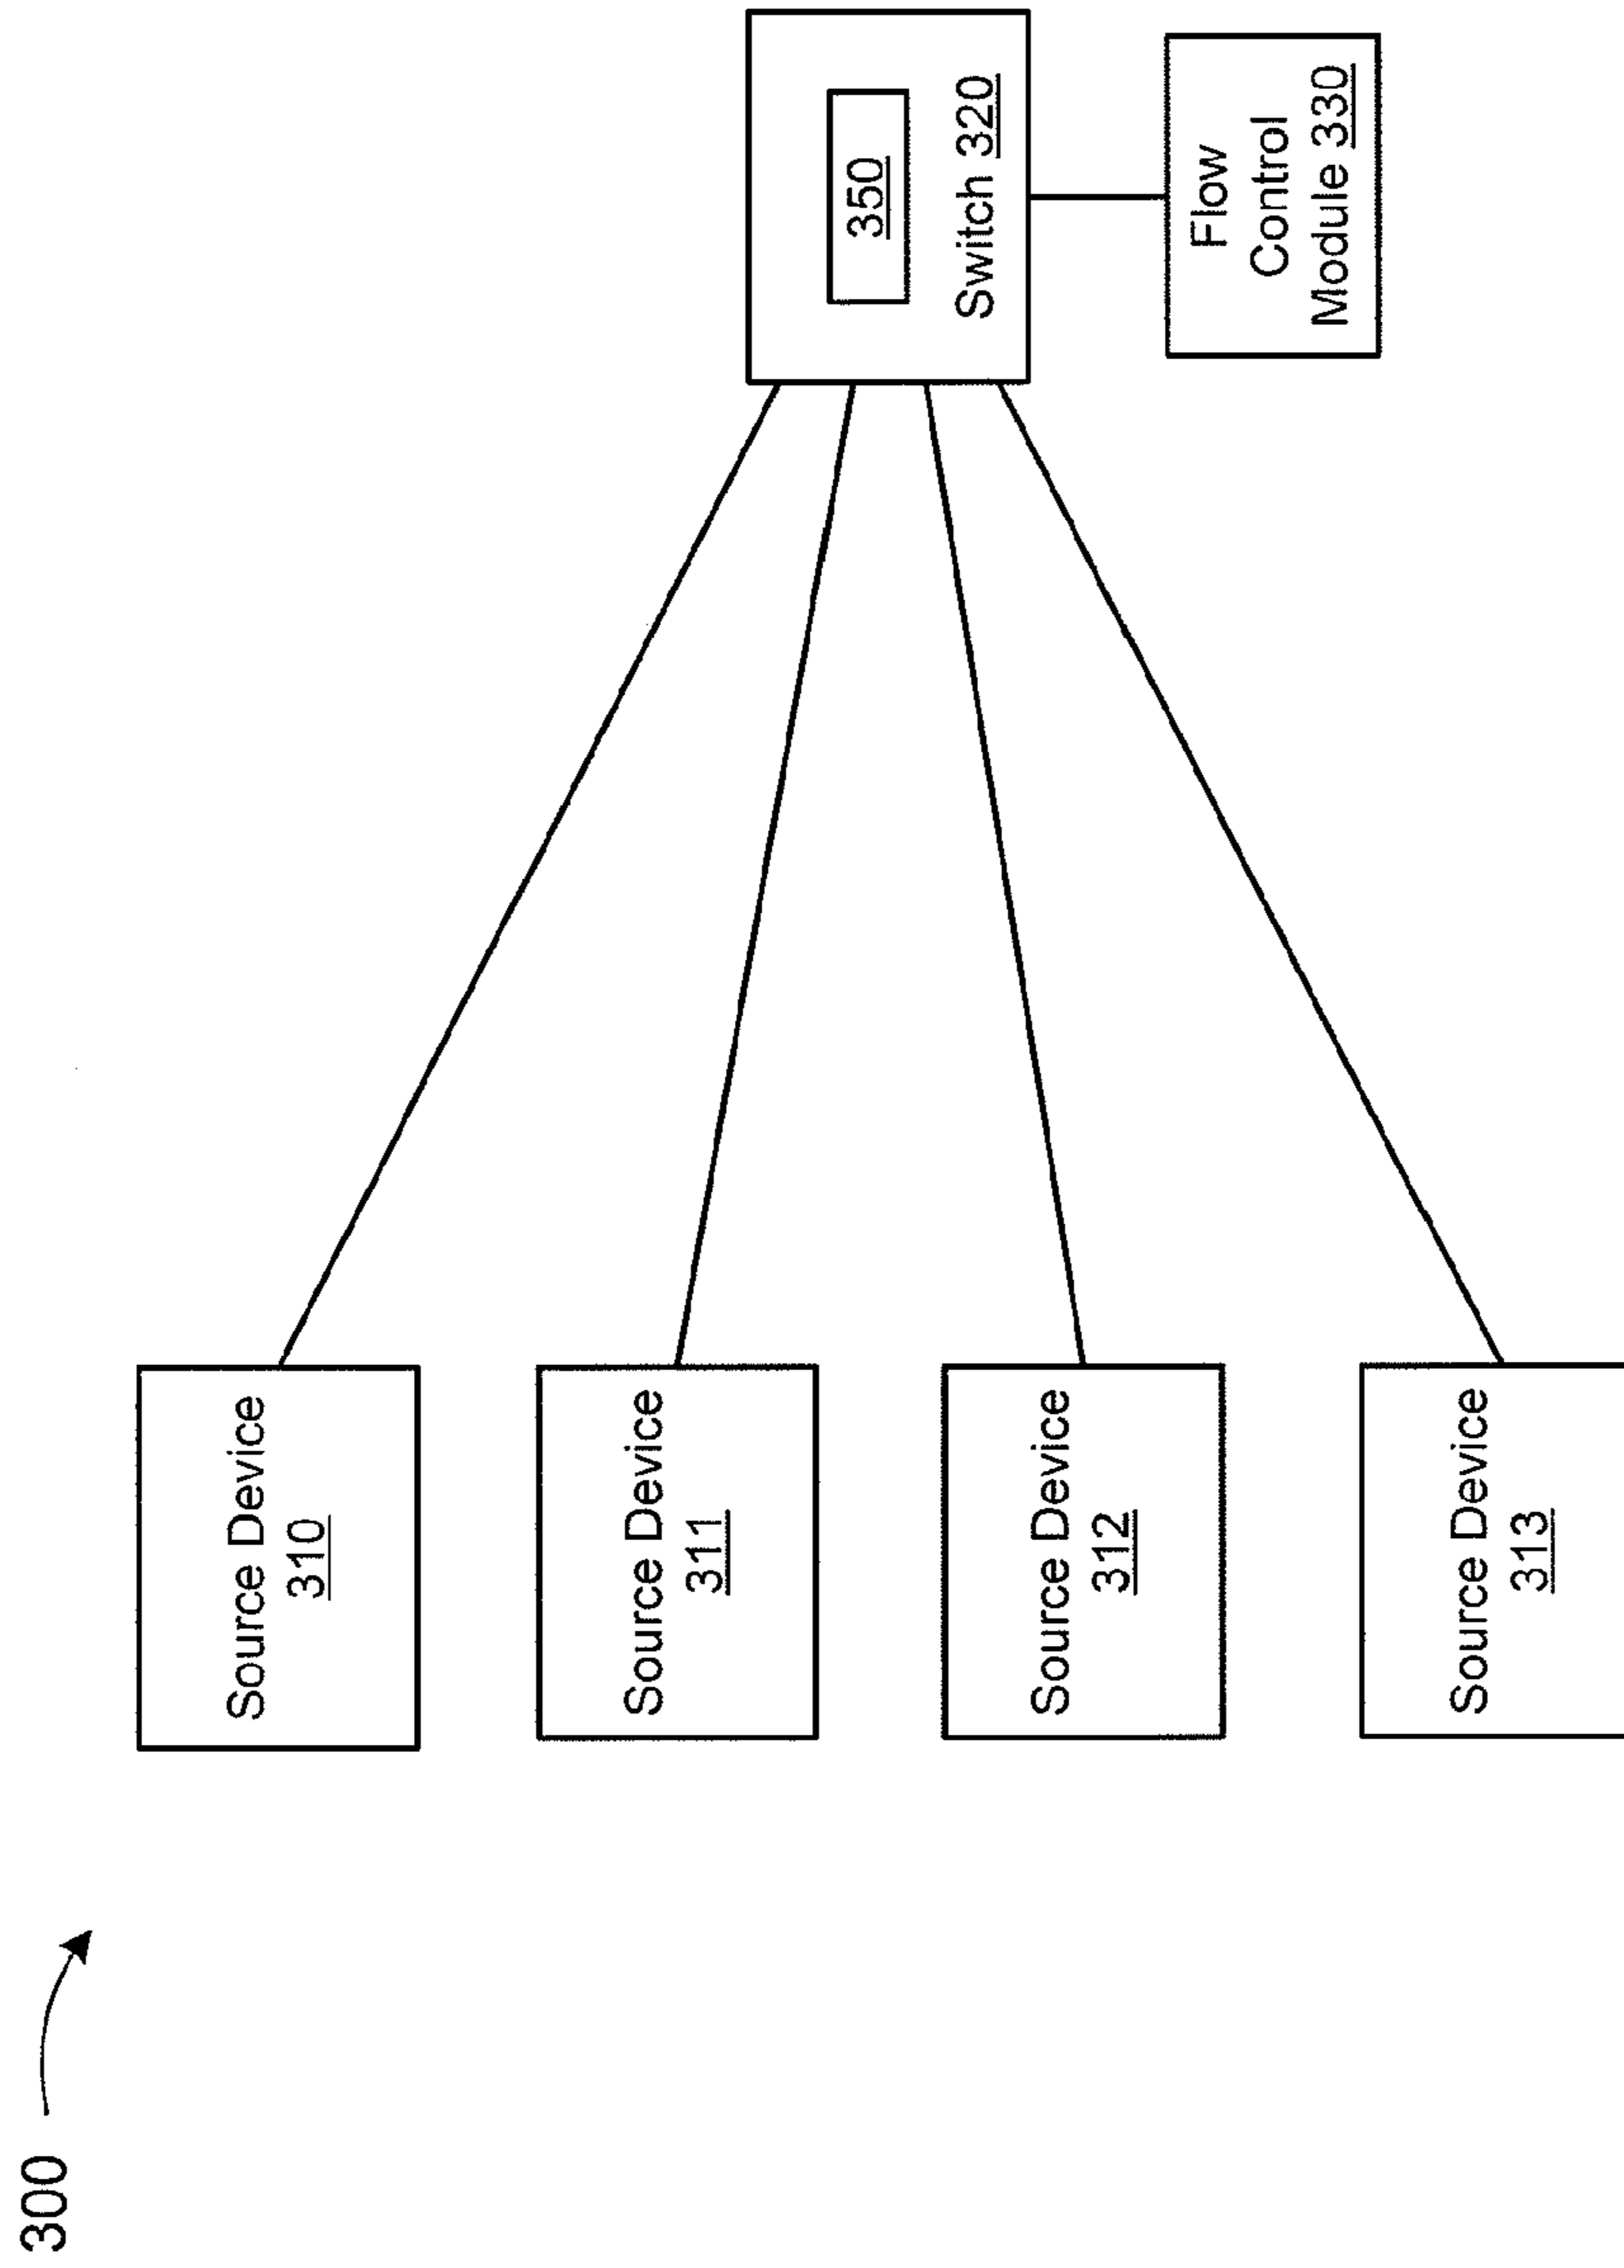 300
Source Device
310
Source Device
311
Source Device
312
Source Device
313
350
Switch 320
Flow
Control
Module 330